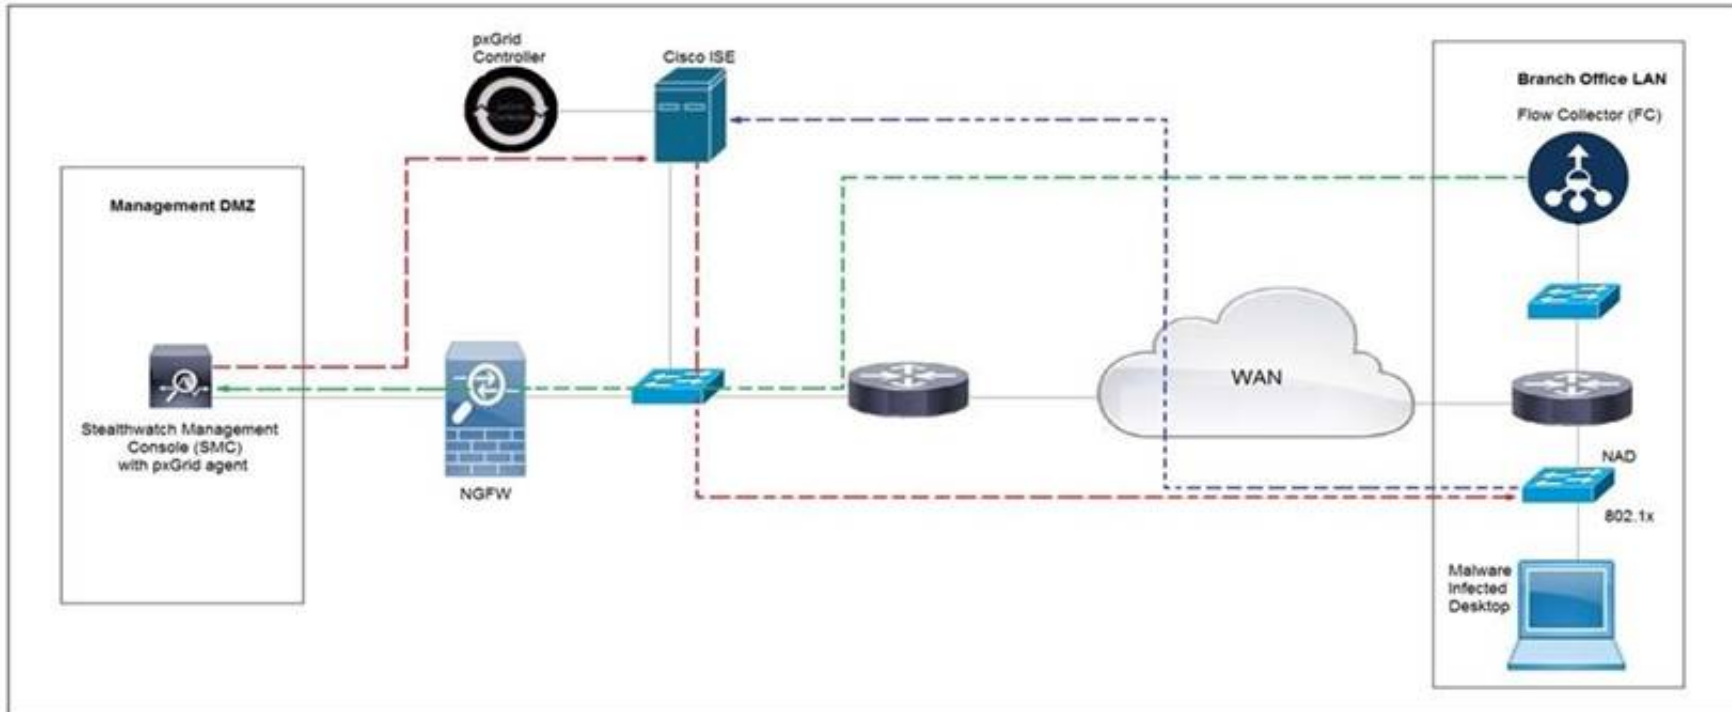 pxGrid
Controller
Cisco ISE
Branch Office LAN
Flow Collector (FC)
Management DMZ
WAN
Stealthwatch Management
Console (SMC)
with pxGrid agent
NGFW
NAD
802.1x
Malware
Infected
Desktop